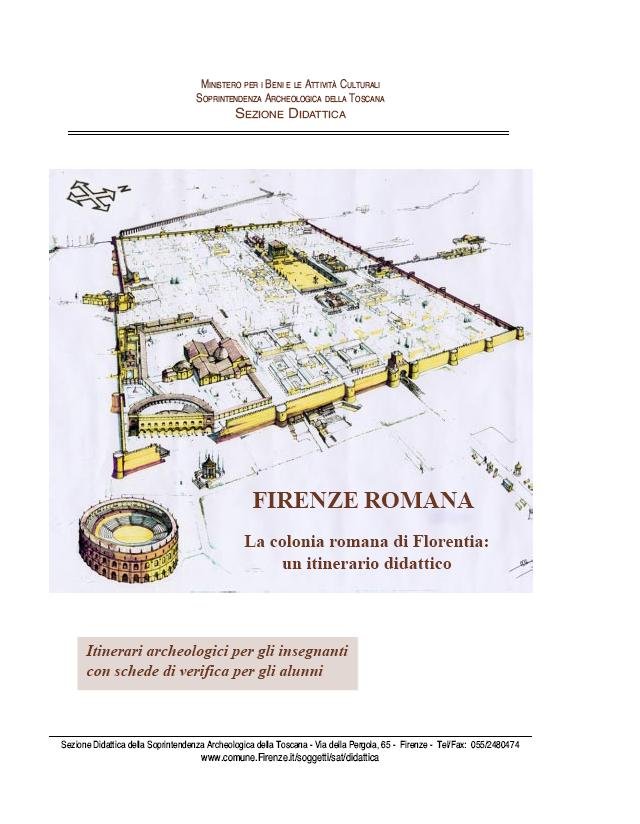 MINISTERO PER I BENI E LE ATTIVITÀ CULTURALI
SOPRINTENDENZA ARCHEOLOGICA DELLA TOSCANA
SEZIONE DIDATTICA
N
FIRENZE ROMANA
La colonia romana di Florentia:
un itinerario didattico
Itinerari archeologici per gli insegnanti
con schede di verifica per gli alunni
Sezione Didattica della Soprintendenza Archeologica della Toscana - Via della Pergola, 65 - Firenze - Tel/Fax: 055/2480474
www.comune.Firenze.it/soggetti/sat/didattica